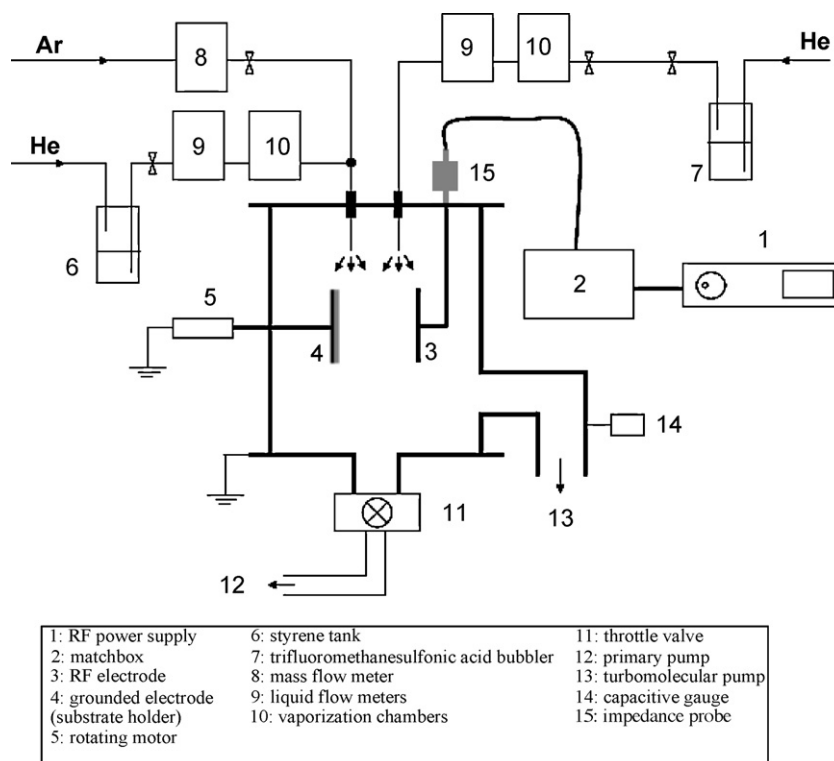 Ar
8
9
10
He
He
9
10
6
7
15
1
2
5
4
3
14
11
13
12
1: RF power supply
2: matchbox
3: RF electrode
4: grounded electrode
(substrate holder)
5: rotating motor
6: styrene tank
7: trifluoromethanesulfonic acid bubbler
8: mass flow meter
9: liquid flow meters
10: vaporization chambers
11: throttle valve
12: primary pump
13: turbomolecular pump
14: capacitive gauge
15: impedance probe